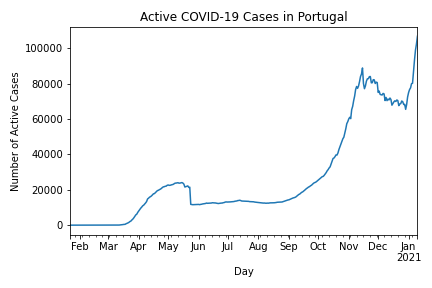 Active COVID-19 Cases in Portugal
Number of Active Cases
100000
80000
60000
40000
20000
0
Feb Mar Apr May Jun Jul Aug Sep Oct Nov Dec Jan
2021
Day